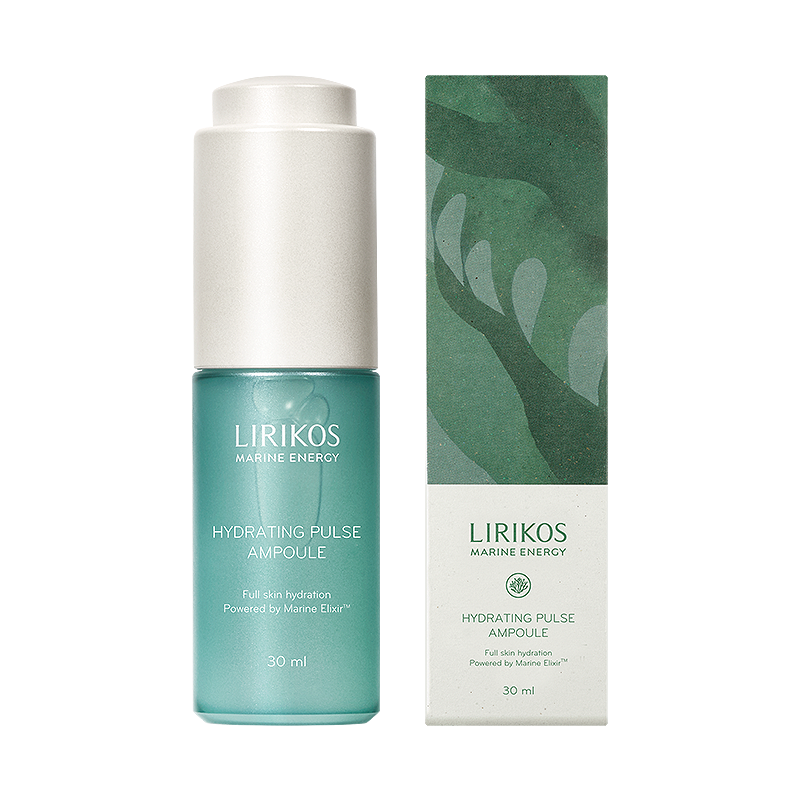 LIRIKOS
MARINE ENERGY
HYDRATING PULSE
AMPOULE
Full skin hydration
Powered by Marine Elixir™
30 ml
LIRIKOS
MARINE ENERGY
HYDRATING PULSE
AMPOULE
Full skin hydration
Powered by Marine Elixir™
30 ml